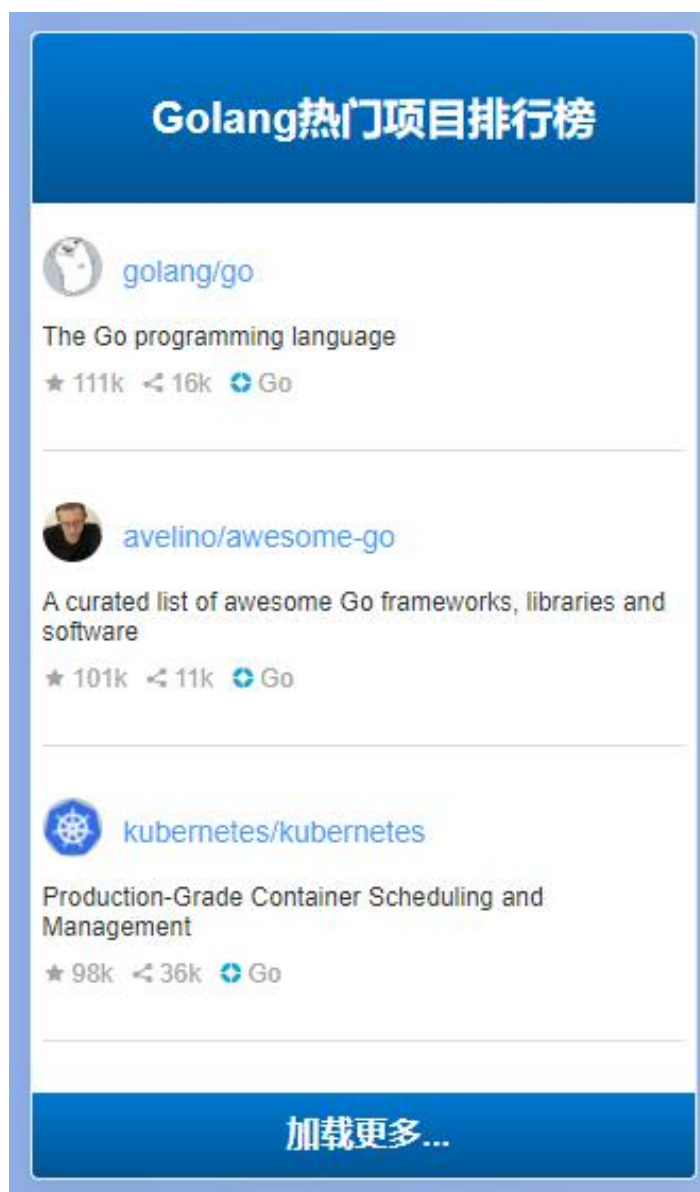 Golang热门项目排行榜
golang/go
The Go programming language
111k 16k Go
avelino/awesome-go
A curated list of awesome Go frameworks, libraries and
software
101k 11k Go
kubernetes/kubernetes
Production-Grade Container Scheduling and
Management
98k 36k Go
加载更多...